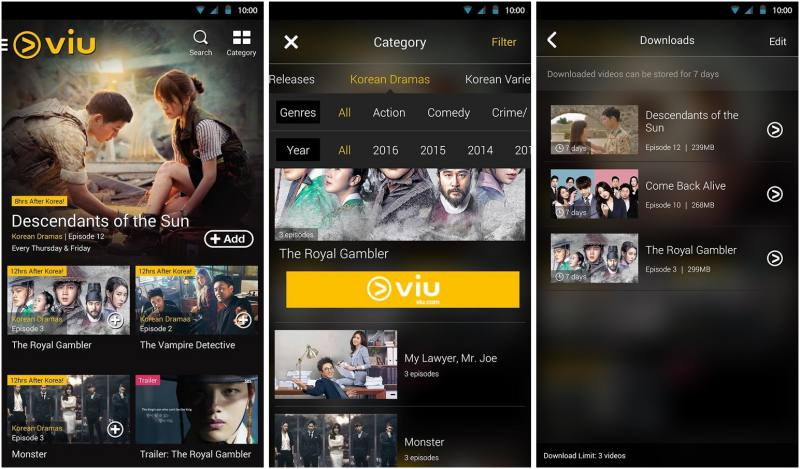 10:00
viu
Search
Category
8hrs After Korea!
Descendants of the Sun
Korean Dramas | Episode 12
Every Thursday & Friday
+ Add
12hrs After Korea!
12hrs After Korea!
Korean Dramas
Episode 3
Korean Dramas
Episode 2
The Royal Gambler
The Vampire Detective
12hrs After Korea!
Trailer
Korean Dramas
Episode 3
Monster
Trailer: The Royal Gambler
10:00
Category
Filter
Releases
Korean Dramas
Korean Varie
Genres
All
Action
Comedy
Crime/
Year
All
2016
2015
2014
201
3 episodes
The Royal Gambler
viu
viu.com
My Lawyer, Mr. Joe
3 episodes
Monster
3 episodes
10:00
Downloads
Edit
Downloaded videos can be stored for 7 days
7 days
Descendants of the
Sun
Episode 12 | 239MB
7 days
Come Back Alive
Episode 10 | 268MB
7 days
The Royal Gambler
Episode 3 | 299MB
Download Limit: 3 videos